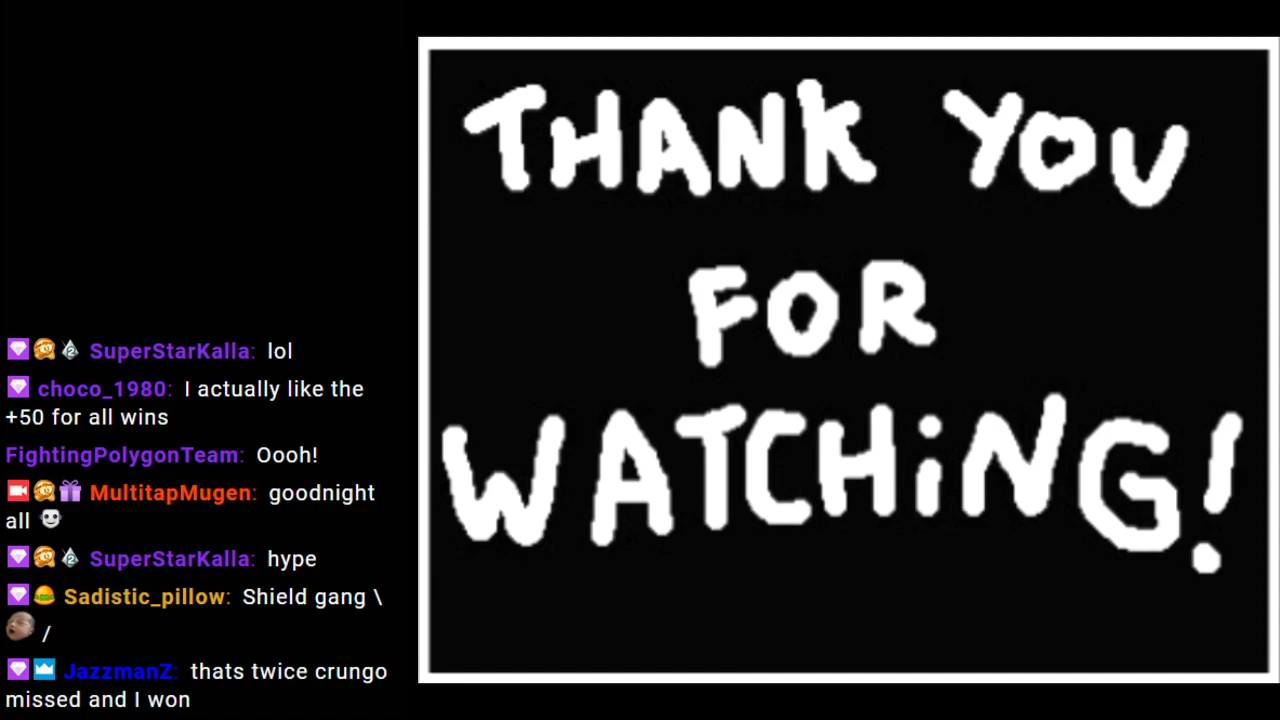 SuperStarKalla: lol
choco_1980: I actually like the
+50 for all wins
FightingPolygonTeam: Oooh!
MultitapMugen: goodnight
all
SuperStarKalla: hype
Sadistic_pillow: Shield gang \
/
JazzmanZ: thats twice crungo
missed and I won
THANK YOU
FOR
WATCHiNG!